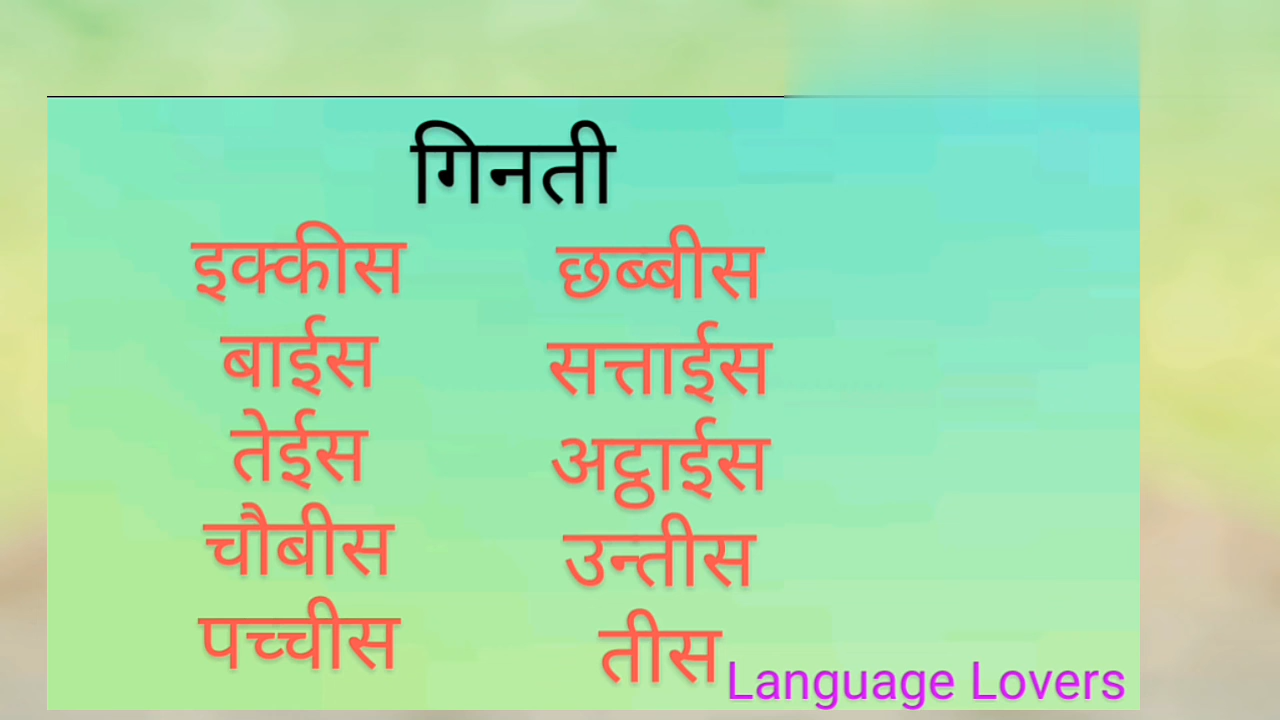 गिनती
इक्कीस
बाईस
तेईस
चौबीस
पच्चीस
छब्बीस
सत्ताईस
अट्ठाईस
उन्तीस
तीस
Language Lovers